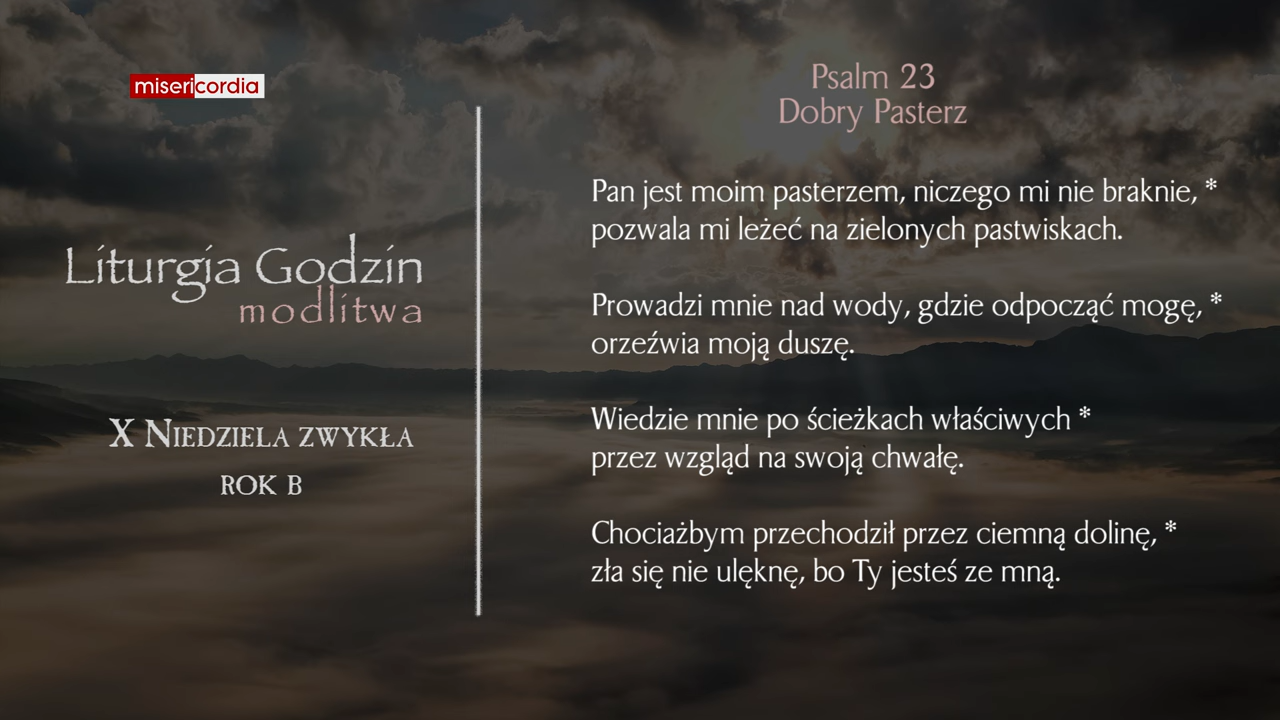 misericordia
Liturgia Godzin
modlitwa
X Niedziela zwykła
rok B
Psalm 23
Dobry Pasterz
Pan jest moim pasterzem, niczego mi nie braknie, *
pozwala mi leżeć na zielonych pastwiskach.
Prowadzi mnie nad wody, gdzie odpocząć mogę, *
orzeźwia moją duszę.
Wiedzie mnie po ścieżkach właściwych *
przez wzgląd na swoją chwałę.
Chociażbym przechodził przez ciemną dolinę, *
zła się nie ulęknę, bo Ty jesteś ze mną.